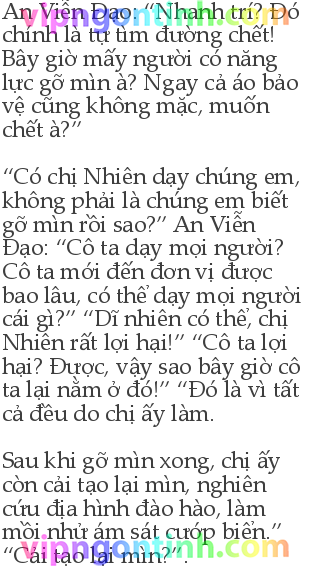 An Viễn Đạo: “Nhanh trí? Đó
chính là tự tìm đường chết!
Bây giờ mấy người có năng
lực gỡ mìn à? Ngay cả áo bảo
vệ cũng không mặc, muốn
chết à?”
“Có chị Nhiên dạy chúng em,
không phải là chúng em biết
gỡ mìn rồi sao?” An Viễn
Đạo: “Cô ta dạy mọi người?
Cô ta mới đến đơn vị được
bao lâu, có thể dạy mọi người
cái gì?” “Dĩ nhiên có thể, chị
Nhiên rất lợi hại!” “Cô ta lợi
hại? Được, vậy sao bây giờ cô
ta lại nằm ở đó!” “Đó là vì tất
cả đều do chị ấy làm.
Sau khi gỡ mìn xong, chị ấy
còn cải tạo lại mìn, nghiên
cứu địa hình đào hào, làm
mồi nhử ám sát cướp biển.”
vipngontinh.com
“Cải tạo lại mìn?”.